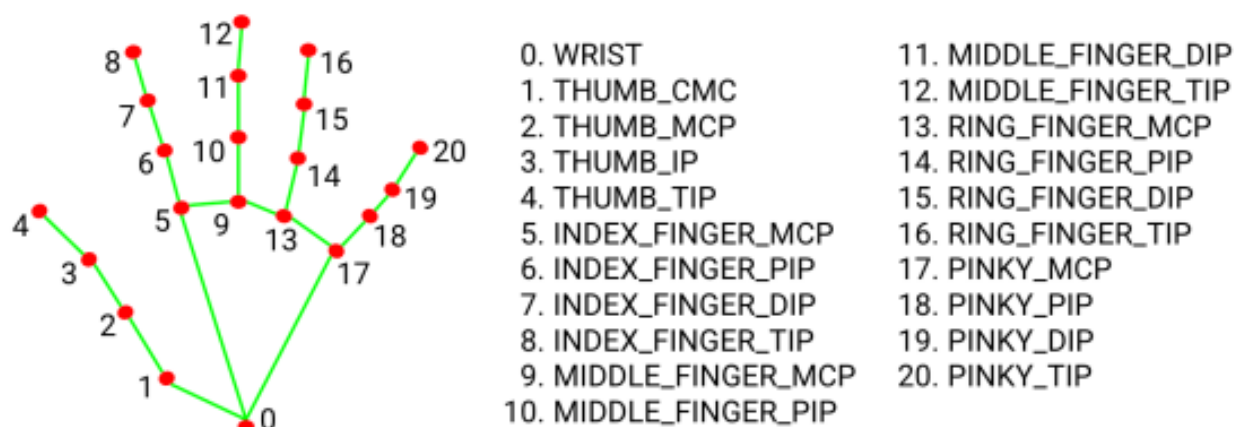 12
8
16
11
7
15
10
6
20
14
19
4
5
9
18
13
3
17
2
1
0
0. WRIST
1. THUMB_CMC
2. THUMB_MCP
3. THUMB_IP
4. THUMB_TIP
5. INDEX_FINGER_MCP
6. INDEX_FINGER_PIP
7. INDEX_FINGER_DIP
8. INDEX_FINGER_TIP
9. MIDDLE_FINGER_MCP
10. MIDDLE_FINGER_PIP
11. MIDDLE_FINGER_DIP
12. MIDDLE_FINGER_TIP
13. RING_FINGER_MCP
14. RING_FINGER_PIP
15. RING_FINGER_DIP
16. RING_FINGER_TIP
17. PINKY_MCP
18. PINKY_PIP
19. PINKY_DIP
20. PINKY_TIP